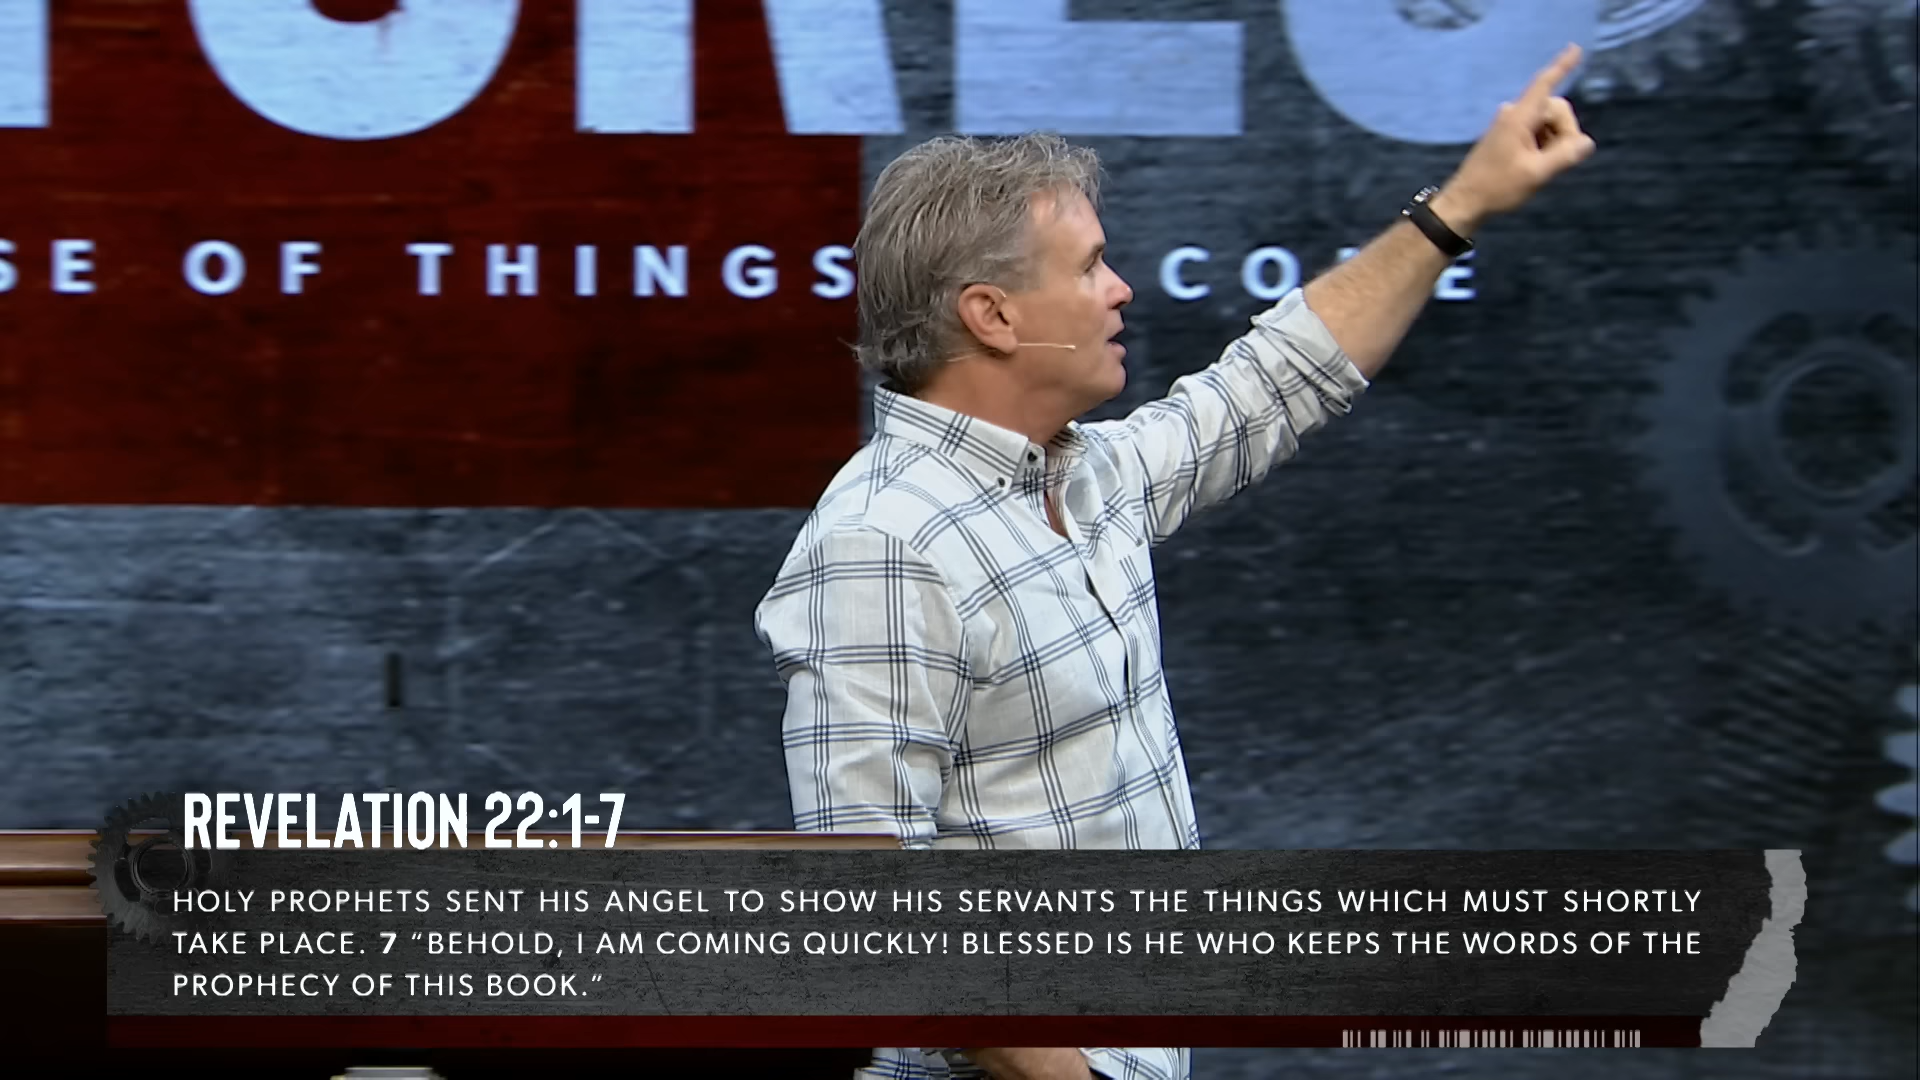 SE OF THINGS CO E
REVELATION 22:1-7
HOLY PROPHETS SENT HIS ANGEL TO SHOW HIS SERVANTS THE THINGS WHICH MUST SHORTLY
TAKE PLACE. 7 “BEHOLD, I AM COMING QUICKLY! BLESSED IS HE WHO KEEPS THE WORDS OF THE
PROPHECY OF THIS BOOK.”